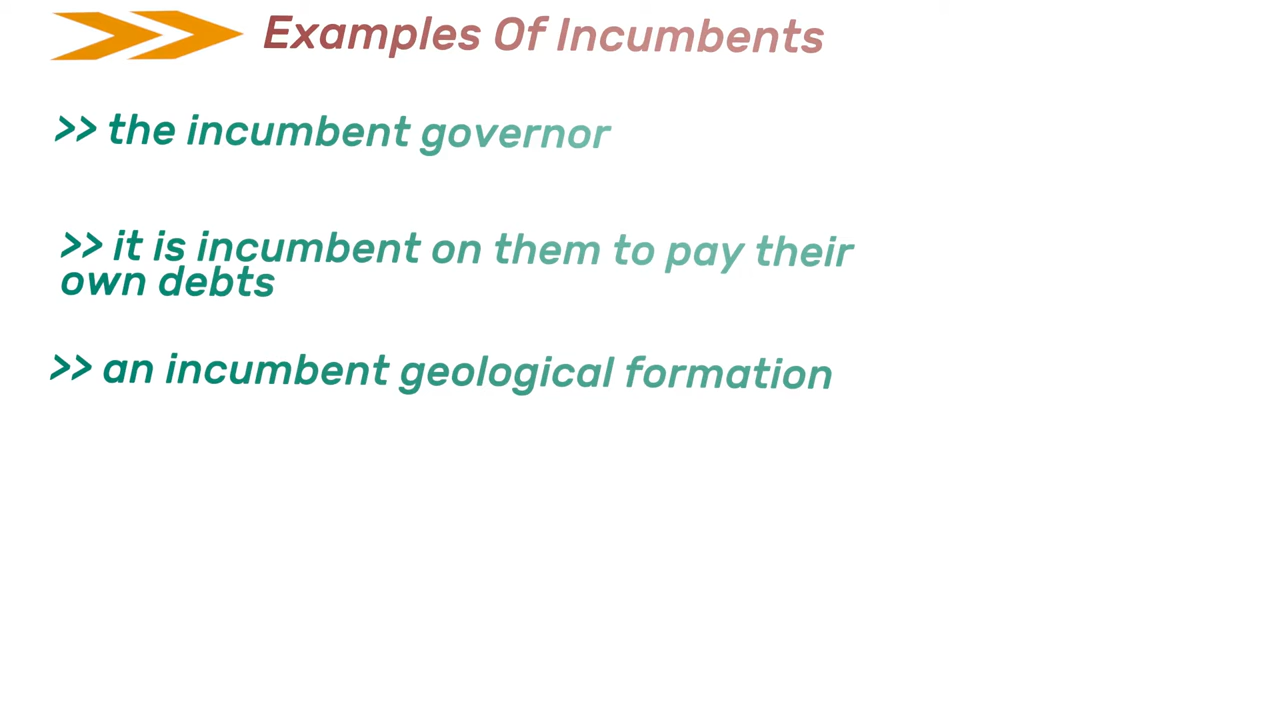 Examples Of Incumbents
>> the incumbent governor
>> it is incumbent on them to pay their
own debts
>> an incumbent geological formation